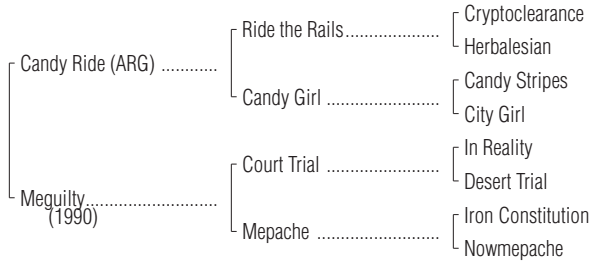 Cryptoclearance
Ride the Rails....................
Herbalesian
Candy Ride (ARG) ............
Candy Stripes
Candy Girl ........................
City Girl
In Reality
Court Trial ........................
Desert Trial
Meguilty............................
(1990)
Iron Constitution
Mepache ..........................
Nowmepache